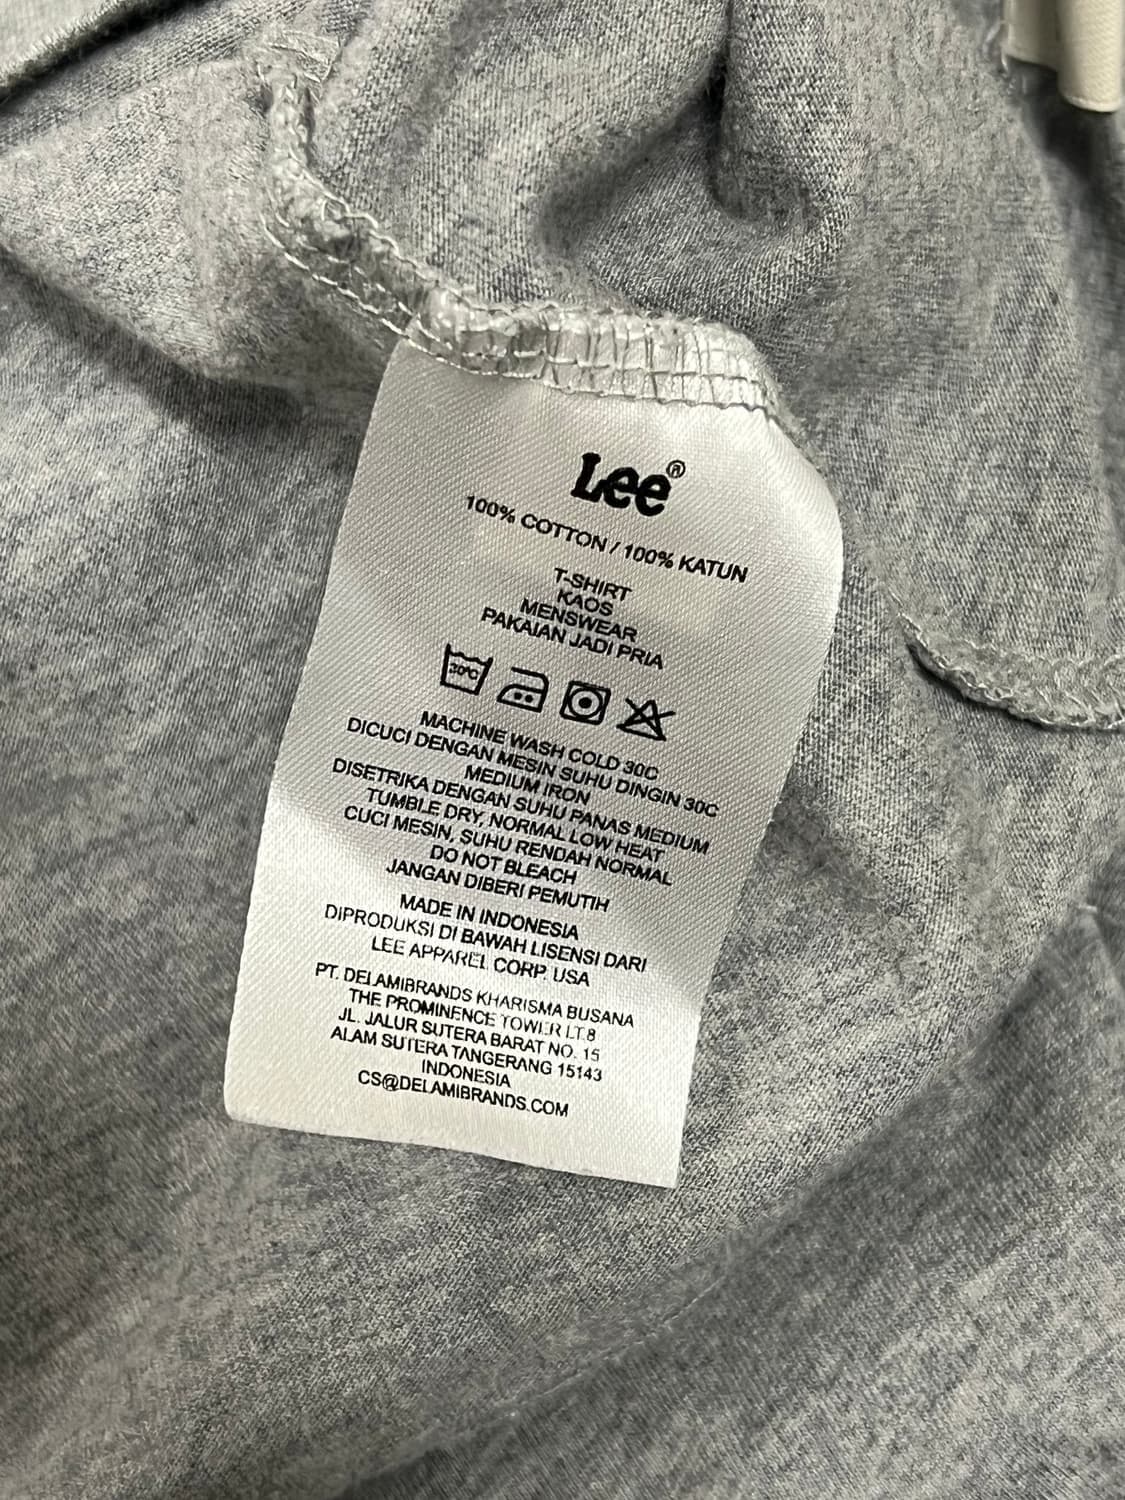 Lee®
100% COTTON / 100% KATUN
T-SHIRT
KAOS
MENSWEAR
PAKAIAN JADI PRIA
30°C
MACHINE WASH COLD 30C
DICUCI DENGAN MESIN SUHU DINGIN 30C
MEDIUM IRON
DISETRIKA DENGAN SUHU PANAS MEDIUM
TUMBLE DRY, NORMAL LOW HEAT
CUCI MESIN, SUHU RENDAH NORMAL
DO NOT BLEACH
JANGAN DIBERI PEMUTIH
MADE IN INDONESIA
DIPRODUKSI DI BAWAH LISENSI DARI
LEE APPAREL CORP. USA
PT. DELAMIBRANDS KHARISMA BUSANA
THE PROMINENCE TOWER LT.8
JL. JALUR SUTERA BARAT NO. 15
ALAM SUTERA TANGERANG 15143
INDONESIA
CS@DELAMIBRANDS.COM